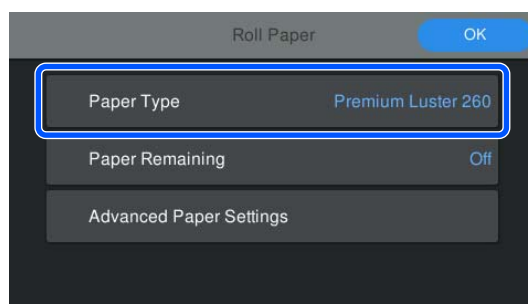 Roll Paper OK
Paper Type Premium Luster 260
Paper Remaining Off
Advanced Paper Settings